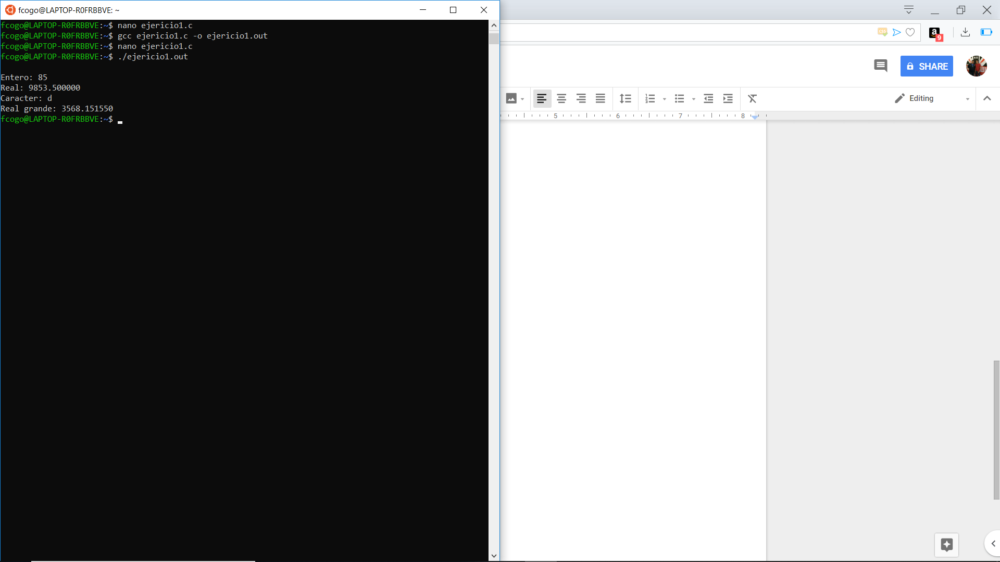 fcogo@LAPTOP-R0FRBBVE: ~
fcogo@LAPTOP-R0FRBBVE:~$ nano ejericio1.c
fcogo@LAPTOP-R0FRBBVE:~$ gcc ejericio1.c -o ejericio1.out
fcogo@LAPTOP-R0FRBBVE:~$ nano ejericio1.c
fcogo@LAPTOP-R0FRBBVE:~$ ./ejericio1.out
Entero: 85
Real: 9853.500000
Caracter: d
Real grande: 3568.151550
fcogo@LAPTOP-R0FRBBVE:~$
CSS
a
9
SHARE
Editing
5 6 7 8